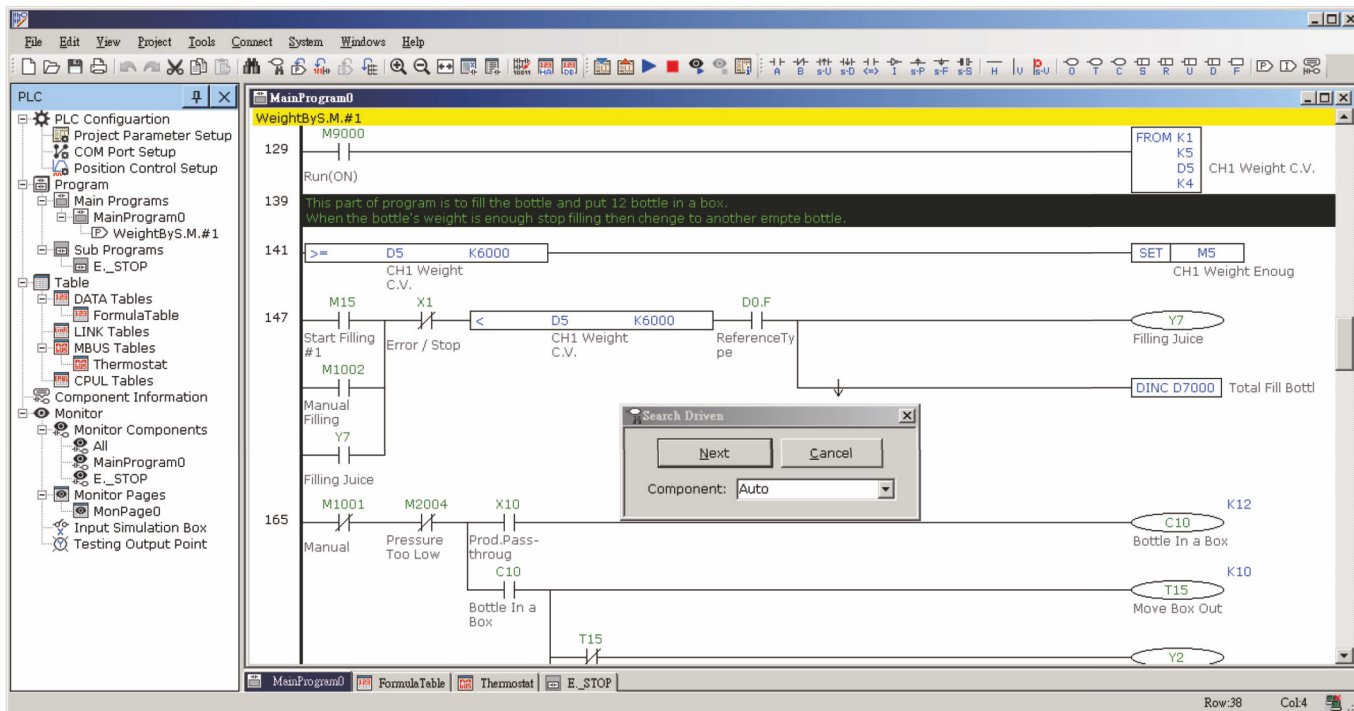 File Edit View Project Tools Connect System Windows Help
PLC
PLC Configuartion
Project Parameter Setup
COM Port Setup
Position Control Setup
Program
Main Programs
MainProgram0
WeightByS.M.#1
Sub Programs
E._STOP
Table
DATA Tables
FormulaTable
LINK Tables
MBUS Tables
Thermostat
CPUL Tables
Component Information
Monitor
Monitor Components
All
MainProgram0
E._STOP
Monitor Pages
MonPage0
Input Simulation Box
Testing Output Point
MainProgram0
WeightByS.M.#1
M9000
129
Run(ON)
FROM K1
K5
D5 CH1 Weight C.V.
K4
139 This part of program is to fill the bottle and put 12 bottle in a box.
When the bottle's weight is enough stop filling then chenge to another empte bottle.
141 >= D5 K6000 SET M5
CH1 Weight CH1 Weight Enoug
C.V.
M15 X1 D0.F
147 < D5 K6000 Y7
Start Filling Error / Stop CH1 Weight ReferenceTy Filling Juice
#1 C.V. pe
M1002
DINC D7000 Total Fill Bottl
Manual
Filling
Y7
Filling Juice
Search Driven
Next Cancel
Component: Auto
M1001 M2004 X10 K12
165 C10
Manual Pressure Prod.Pass- Bottle In a Box
Too Low throug
C10 K10
T15
Bottle In a Move Box Out
Box
T15
Y2
MainProgram0 FormulaTable Thermostat E._STOP
Row:38 Col:4